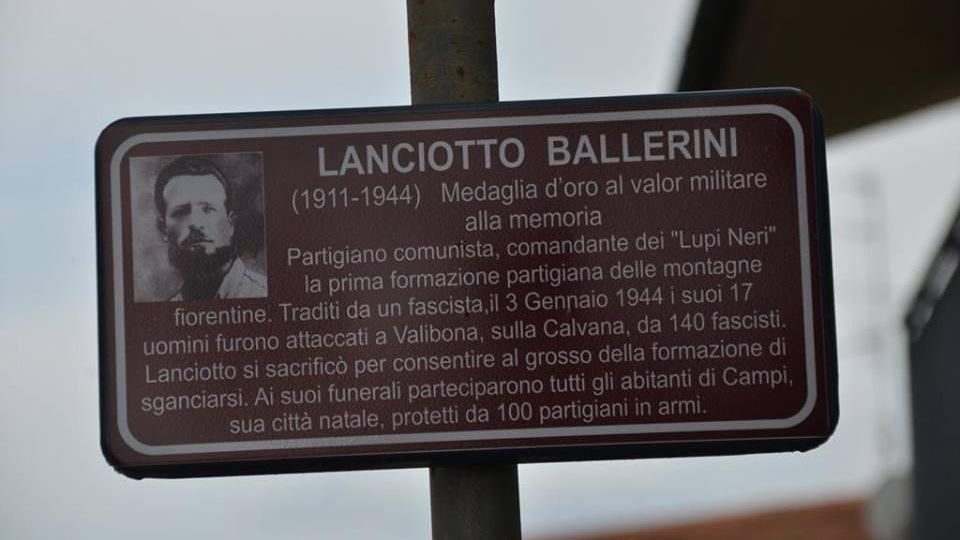 LANCIOTTO BALLERINI
(1911-1944) Medaglia d'oro al valor militare
alla memoria
Partigiano comunista, comandante dei "Lupi Neri"
la prima formazione partigiana delle montagne
fiorentine. Traditi da un fascista,il 3 Gennaio 1944 i suoi 17
uomini furono attaccati a Valibona, sulla Calvana, da 140 fascisti.
Lanciotto si sacrificò per consentire al grosso della formazione di
sganciarsi. Ai suoi funerali parteciparono tutti gli abitanti di Campi,
sua città natale, protetti da 100 partigiani in armi.